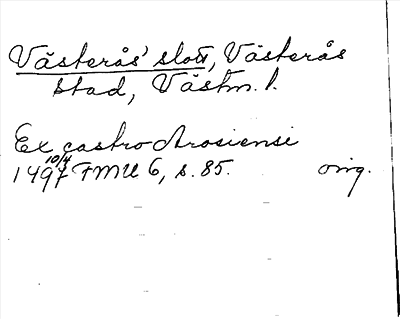 Västerås' slott, Västerås
stad, Västm. l.
Ex castro Arosiensi
10/4
1497 FMU 6, s. 85. orig.